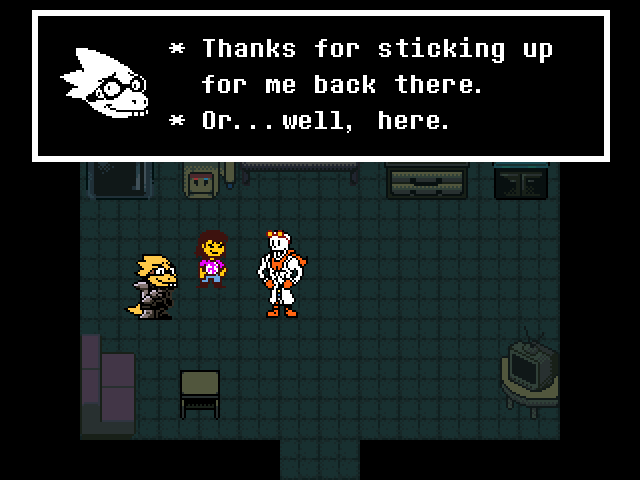 * Thanks for sticking up
for me back there.
* Or...well, here.